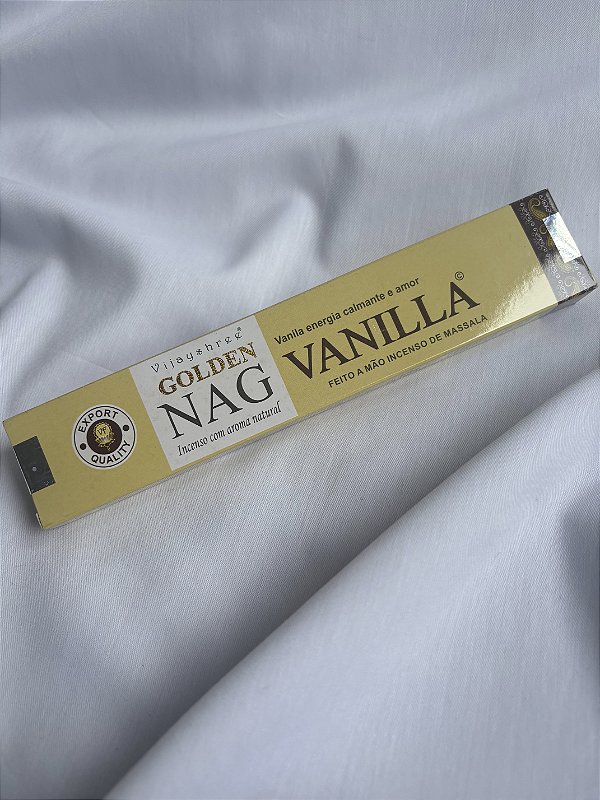 EXPORT
VF
QUALITY
Vijayshree®
GOLDEN
NAG
Incenso com aroma natural
Vanila energia calmante e amor
VANILLA©
FEITO A MÃO INCENSO DE MASSALA